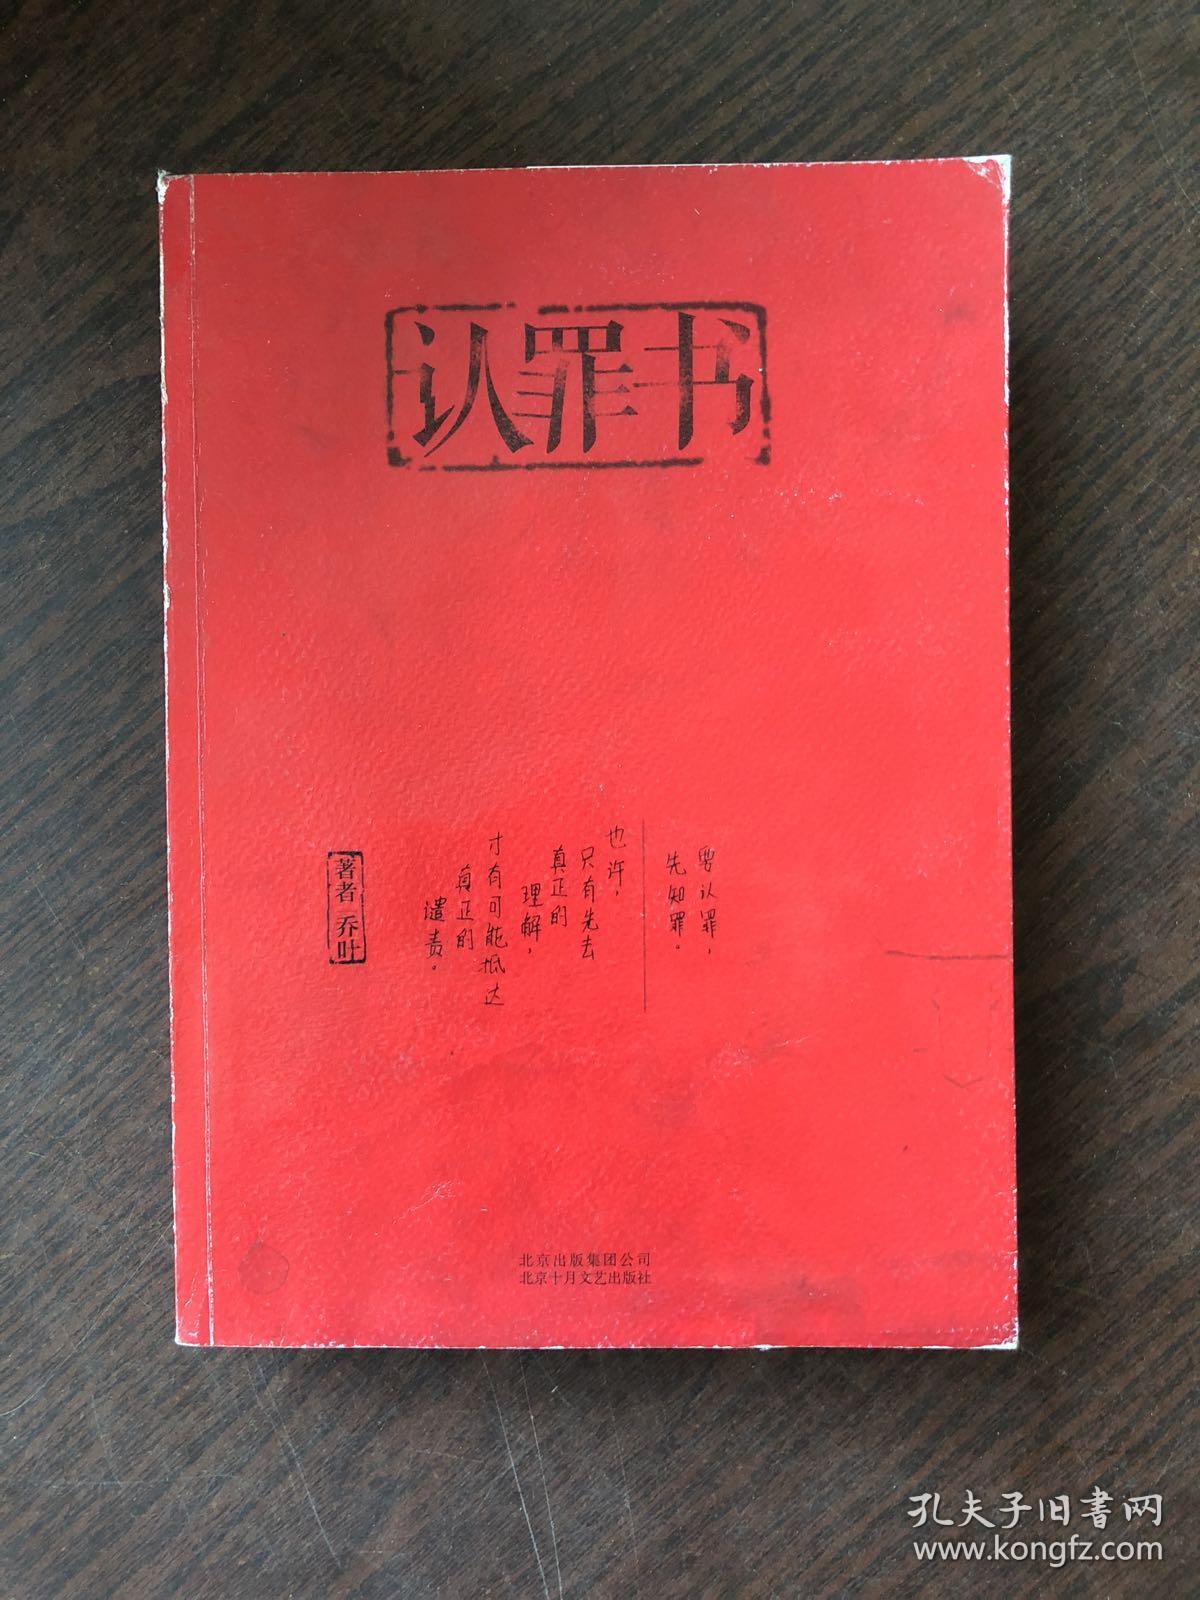 认罪书
要认罪，
先知罪。
也许，
只有先去
真正的
理解，
才有可能抵达
真正的
谴责。
著者 乔叶
北京出版集团公司
北京十月文艺出版社
孔夫子旧书网
www.kongfz.com